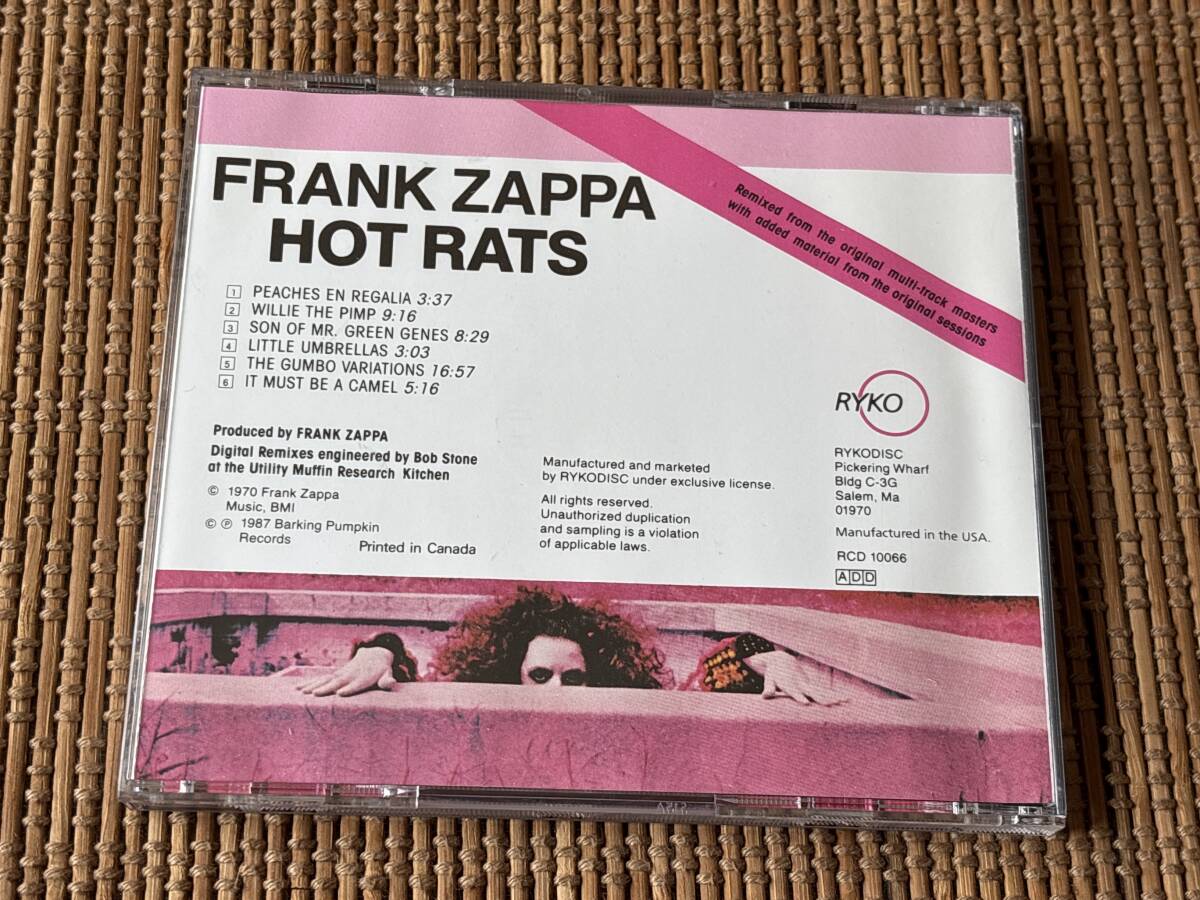 FRANK ZAPPA
HOT RATS
Remixed from the original multi-track masters
with added material from the original sessions
1 PEACHES EN REGALIA 3:37
2 WILLIE THE PIMP 9:16
3 SON OF MR. GREEN GENES 8:29
4 LITTLE UMBRELLAS 3:03
5 THE GUMBO VARIATIONS 16:57
6 IT MUST BE A CAMEL 5:16
Produced by FRANK ZAPPA
Digital Remixes engineered by Bob Stone
at the Utility Muffin Research Kitchen
© 1970 Frank Zappa
Music, BMI
© ℗ 1987 Barking Pumpkin
Records
Printed in Canada
Manufactured and marketed
by RYKODISC under exclusive license.
All rights reserved.
Unauthorized duplication
and sampling is a violation
of applicable laws.
RYKO
RYKODISC
Pickering Wharf
Bldg C-3G
Salem, Ma
01970
Manufactured in the USA.
RCD 10066
ADD